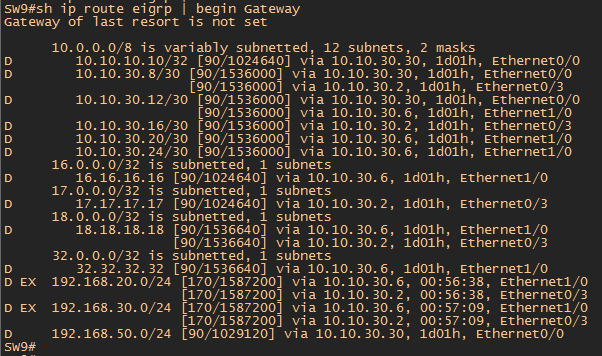 SW9#sh ip route eigrp | begin Gateway
Gateway of last resort is not set
10.0.0.0/8 is variably subnetted, 12 subnets, 2 masks
D 10.10.10.10/32 [90/1024640] via 10.10.30.30, 1d01h, Ethernet0/0
D 10.10.30.8/30 [90/1536000] via 10.10.30.30, 1d01h, Ethernet0/0
[90/1536000] via 10.10.30.2, 1d01h, Ethernet0/3
D 10.10.30.12/30 [90/1536000] via 10.10.30.30, 1d01h, Ethernet0/0
[90/1536000] via 10.10.30.6, 1d01h, Ethernet1/0
D 10.10.30.16/30 [90/1536000] via 10.10.30.2, 1d01h, Ethernet0/3
D 10.10.30.20/30 [90/1536000] via 10.10.30.6, 1d01h, Ethernet1/0
D 10.10.30.24/30 [90/1536000] via 10.10.30.6, 1d01h, Ethernet1/0
16.0.0.0/32 is subnetted, 1 subnets
D 16.16.16.16 [90/1024640] via 10.10.30.6, 1d01h, Ethernet1/0
17.0.0.0/32 is subnetted, 1 subnets
D 17.17.17.17 [90/1024640] via 10.10.30.2, 1d01h, Ethernet0/3
18.0.0.0/32 is subnetted, 1 subnets
D 18.18.18.18 [90/1536640] via 10.10.30.6, 1d01h, Ethernet1/0
[90/1536640] via 10.10.30.2, 1d01h, Ethernet0/3
32.0.0.0/32 is subnetted, 1 subnets
D 32.32.32.32 [90/1536640] via 10.10.30.6, 1d01h, Ethernet1/0
D EX 192.168.20.0/24 [170/1587200] via 10.10.30.6, 00:56:38, Ethernet1/0
[170/1587200] via 10.10.30.2, 00:56:38, Ethernet0/3
D EX 192.168.30.0/24 [170/1587200] via 10.10.30.6, 00:57:09, Ethernet1/0
[170/1587200] via 10.10.30.2, 00:57:09, Ethernet0/3
D 192.168.50.0/24 [90/1029120] via 10.10.30.30, 1d01h, Ethernet0/0
SW9#